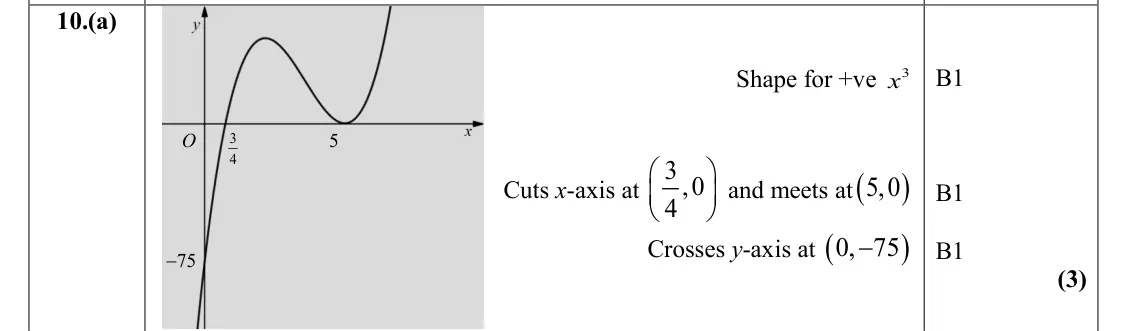 10.(a)
y
Shape for +ve x³ B1
O 3/4 5 x
Cuts x-axis at (3/4, 0) and meets at (5,0) B1
−75
Crosses y-axis at (0,−75) B1
(3)